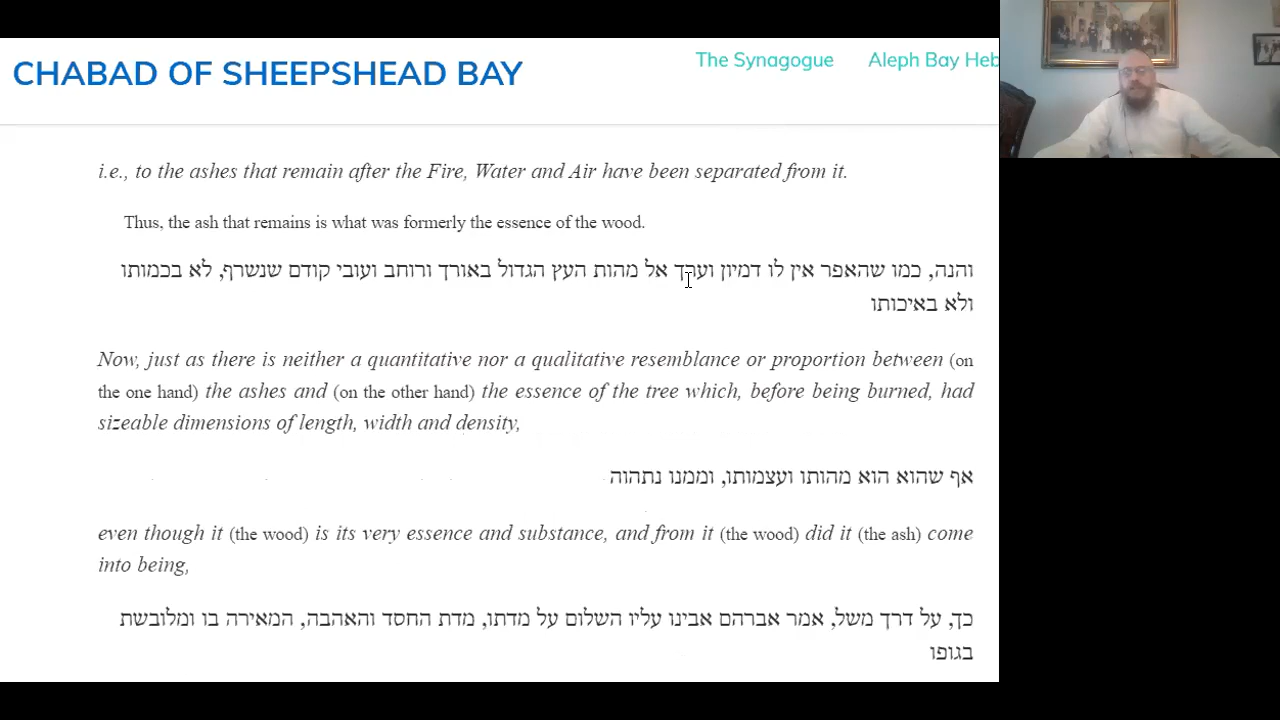 CHABAD OF SHEEPSHEAD BAY
The Synagogue
Aleph Bay Heb
i.e., to the ashes that remain after the Fire, Water and Air have been separated from it.
Thus, the ash that remains is what was formerly the essence of the wood.
והנה, כמו שהאפר אין לו דמיון וערך אל מהות העץ הגדול באורך ורוחב ועובי קודם שנשרף, לא בכמותו
ולא באיכותו
Now, just as there is neither a quantitative nor a qualitative resemblance or proportion between (on
the one hand) the ashes and (on the other hand) the essence of the tree which, before being burned, had
sizeable dimensions of length, width and density,
אף שהוא הוא מהותו ועצמותו, וממנו נתהוה
even though it (the wood) is its very essence and substance, and from it (the wood) did it (the ash) come
into being,
כך, על דרך משל, אמר אברהם אבינו עליו השלום על מדתו, מדת החסד והאהבה, המאירה בו ומלובשת
בגופו